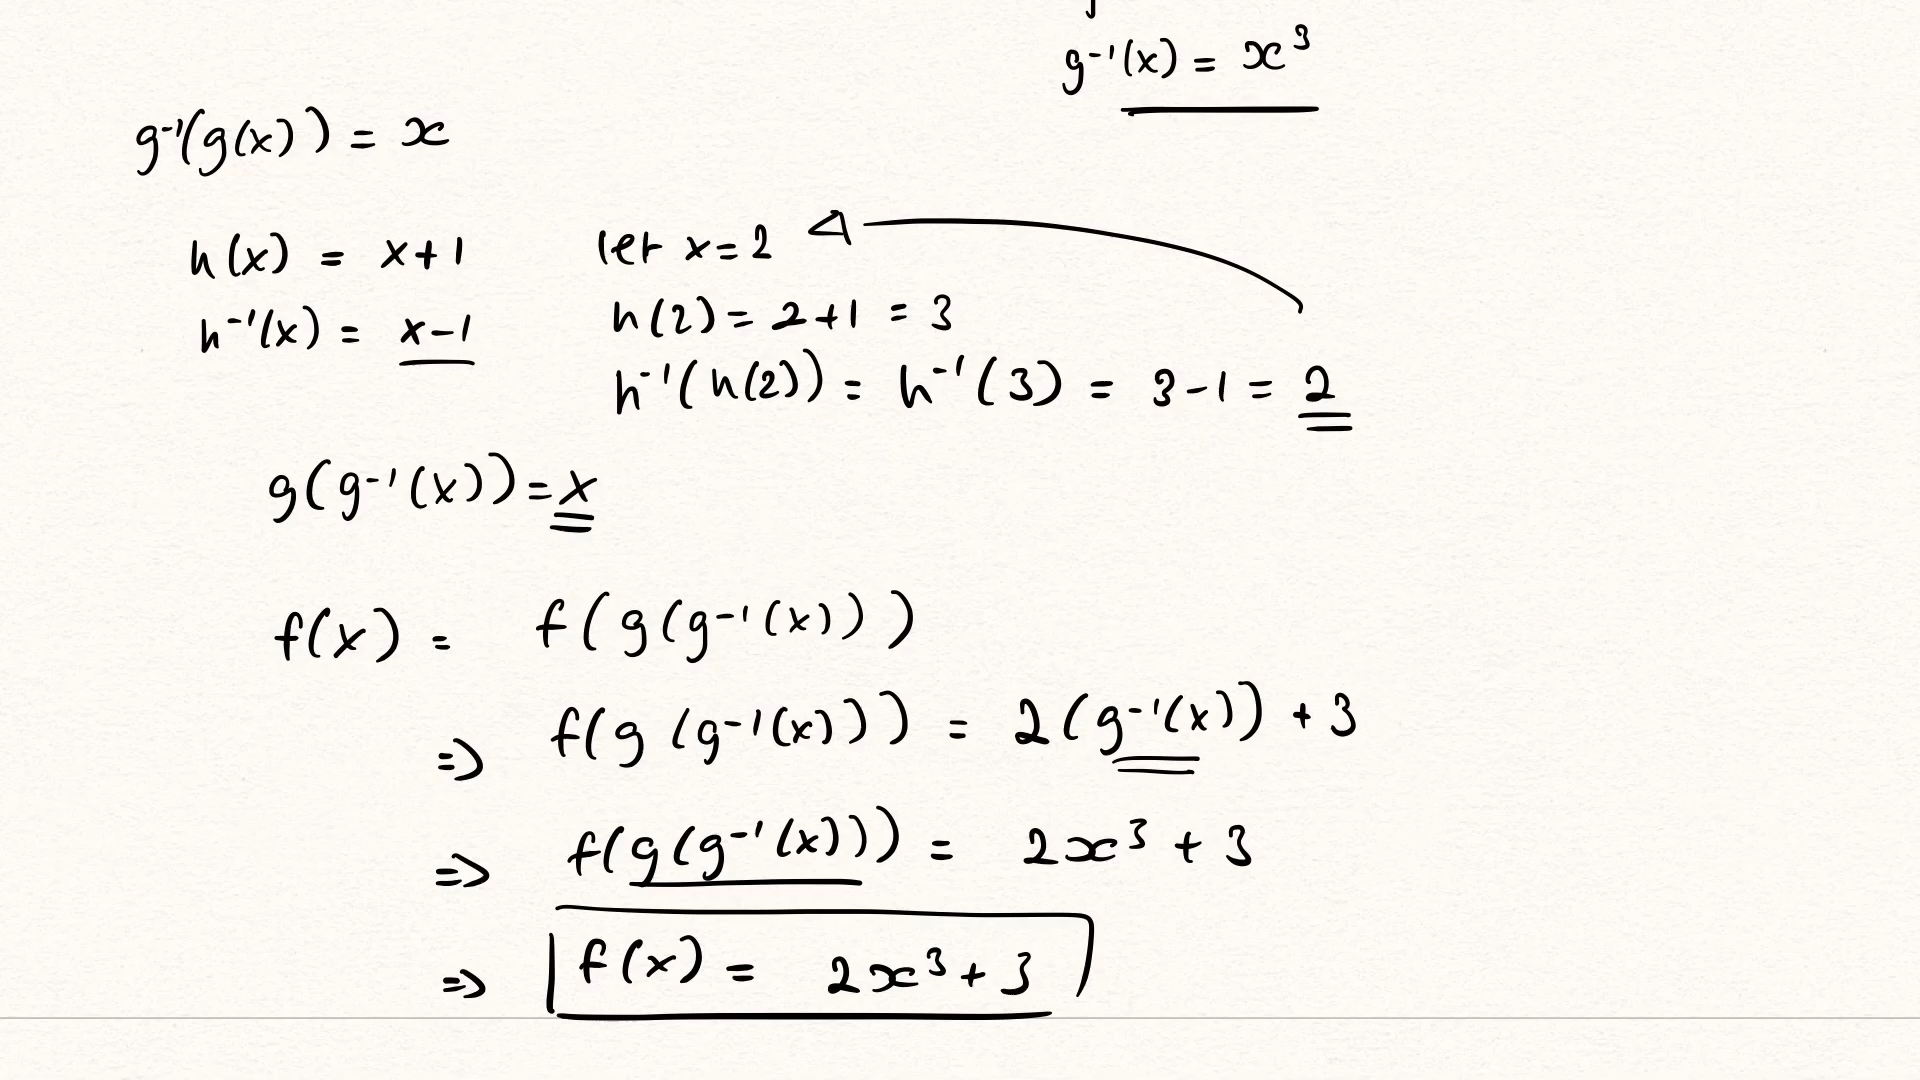 g⁻¹(x) = x³
g⁻¹(g(x)) = x
h(x) = x+1
h⁻¹(x) = x-1
let x=2
h(2) = 2+1 = 3
h⁻¹(h(2)) = h⁻¹(3) = 3-1 = 2
g(g⁻¹(x)) = x
f(x) = f(g(g⁻¹(x)))
=> f(g(g⁻¹(x))) = 2(g⁻¹(x)) + 3
=> f(g(g⁻¹(x))) = 2x³ + 3
=> f(x) = 2x³ + 3